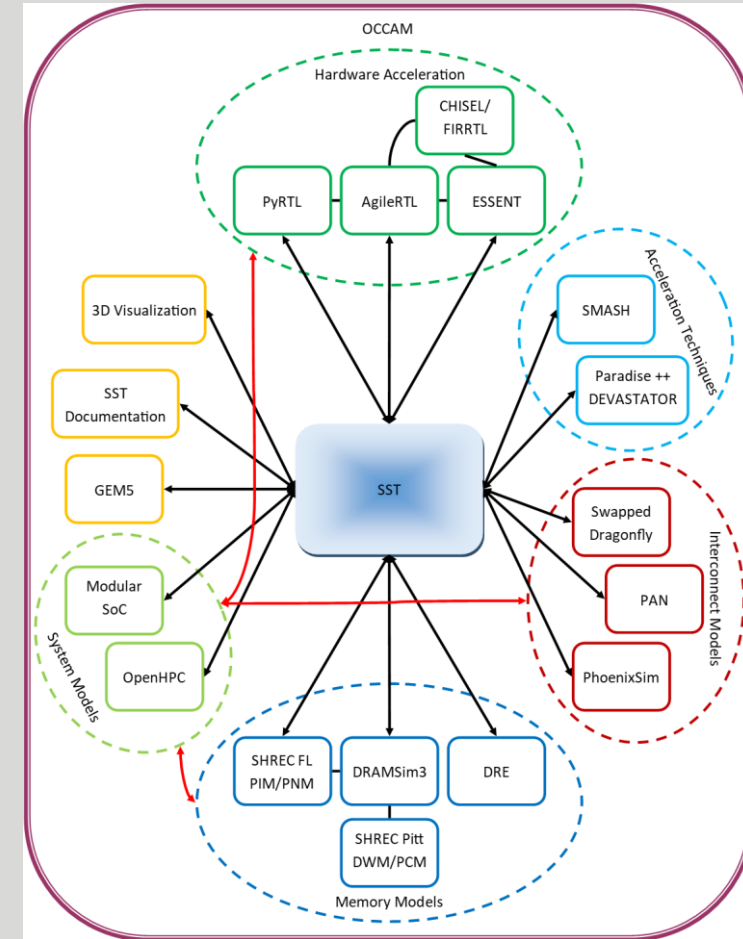 OCCAM
Hardware Acceleration
CHISEL/
FIRRTL
PyRTL
AgileRTL
ESSENT
3D Visualization
SST
Documentation
GEM5
Modular
SoC
OpenHPC
System Models
SST
SMASH
Paradise ++
DEVASTATOR
Acceleration Techniques
Swapped
Dragonfly
PAN
PhoenixSim
Interconnect Models
SHREC FL
PIM/PNM
DRAMSim3
DRE
SHREC Pitt
DWM/PCM
Memory Models